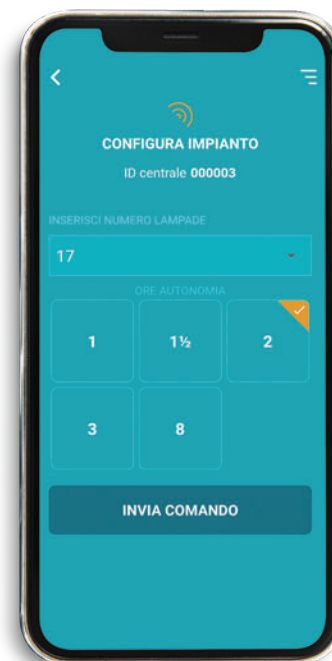 CONFIGURA IMPIANTO
ID centrale 000003
INSERISCI NUMERO LAMPADE
17
ORE AUTONOMIA
1 1½ 2
3 8
INVIA COMANDO